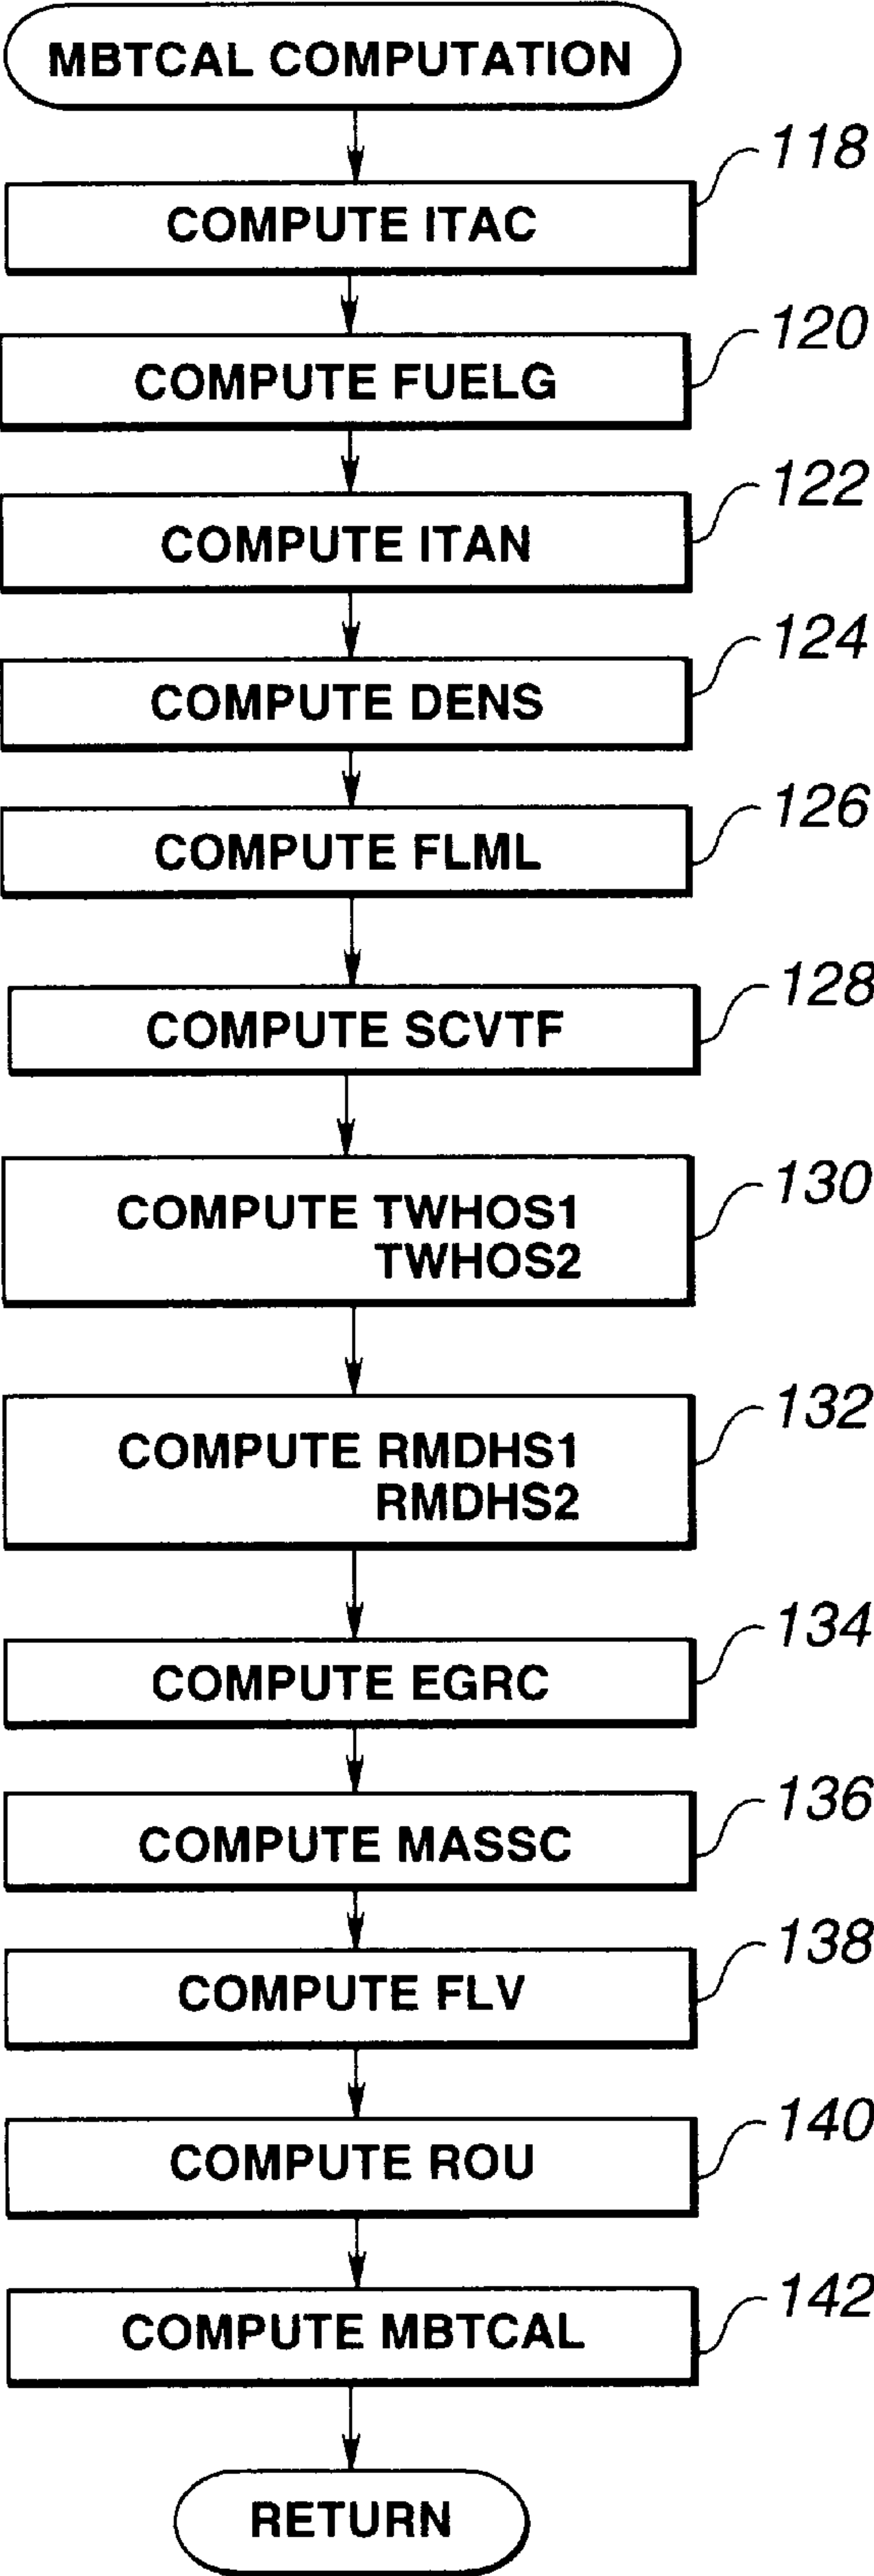 MBTCAL COMPUTATION
118
COMPUTE ITAC
120
COMPUTE FUELG
122
COMPUTE ITAN
124
COMPUTE DENS
126
COMPUTE FLML
128
COMPUTE SCVTF
130
COMPUTE TWHOS1
TWHOS2
132
COMPUTE RMDHS1
RMDHS2
134
COMPUTE EGRC
136
COMPUTE MASSC
138
COMPUTE FLV
140
COMPUTE ROU
142
COMPUTE MBTCAL
RETURN